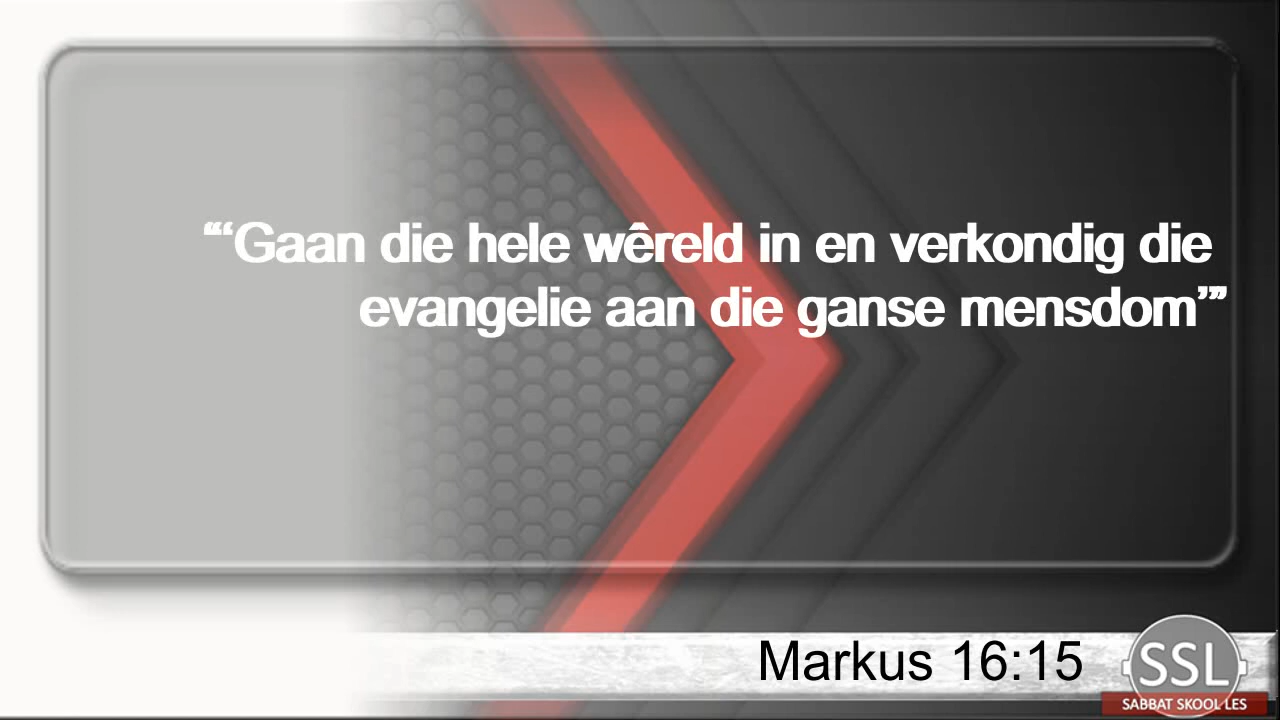 “‘Gaan die hele wêreld in en verkondig die
evangelie aan die ganse mensdom’”
Markus 16:15
SSL
SABBAT SKOOL LES